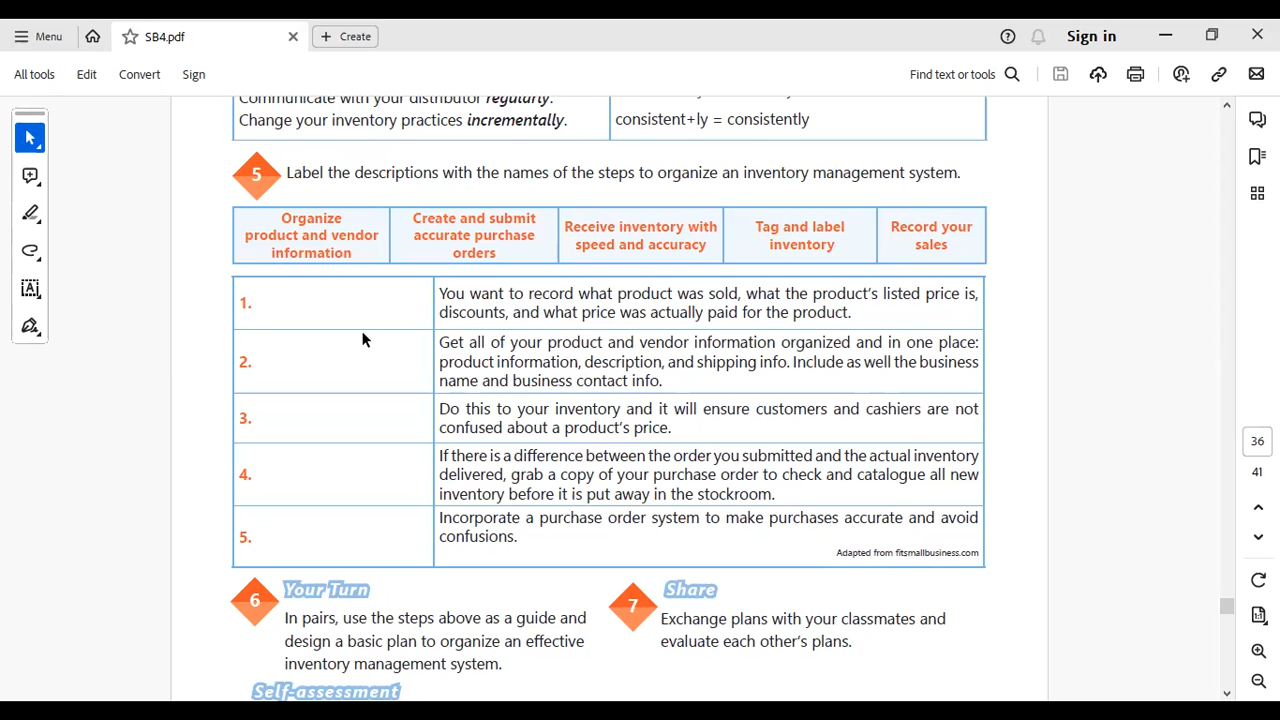 Menu
SB4.pdf
Create
Sign in
All tools
Edit
Convert
Sign
Find text or tools
Communicate with your distributor regularly.
Change your inventory practices incrementally.
consistent+ly = consistently
5 Label the descriptions with the names of the steps to organize an inventory management system.
Organize product and vendor information
Create and submit accurate purchase orders
Receive inventory with speed and accuracy
Tag and label inventory
Record your sales
1.
You want to record what product was sold, what the product's listed price is,
discounts, and what price was actually paid for the product.
2.
Get all of your product and vendor information organized and in one place:
product information, description, and shipping info. Include as well the business
name and business contact info.
3.
Do this to your inventory and it will ensure customers and cashiers are not
confused about a product's price.
4.
If there is a difference between the order you submitted and the actual inventory
delivered, grab a copy of your purchase order to check and catalogue all new
inventory before it is put away in the stockroom.
5.
Incorporate a purchase order system to make purchases accurate and avoid
confusions.
Adapted from fitsmallbusiness.com
6 Your Turn
In pairs, use the steps above as a guide and
design a basic plan to organize an effective
inventory management system.
7 Share
Exchange plans with your classmates and
evaluate each other's plans.
Self-assessment
36
41